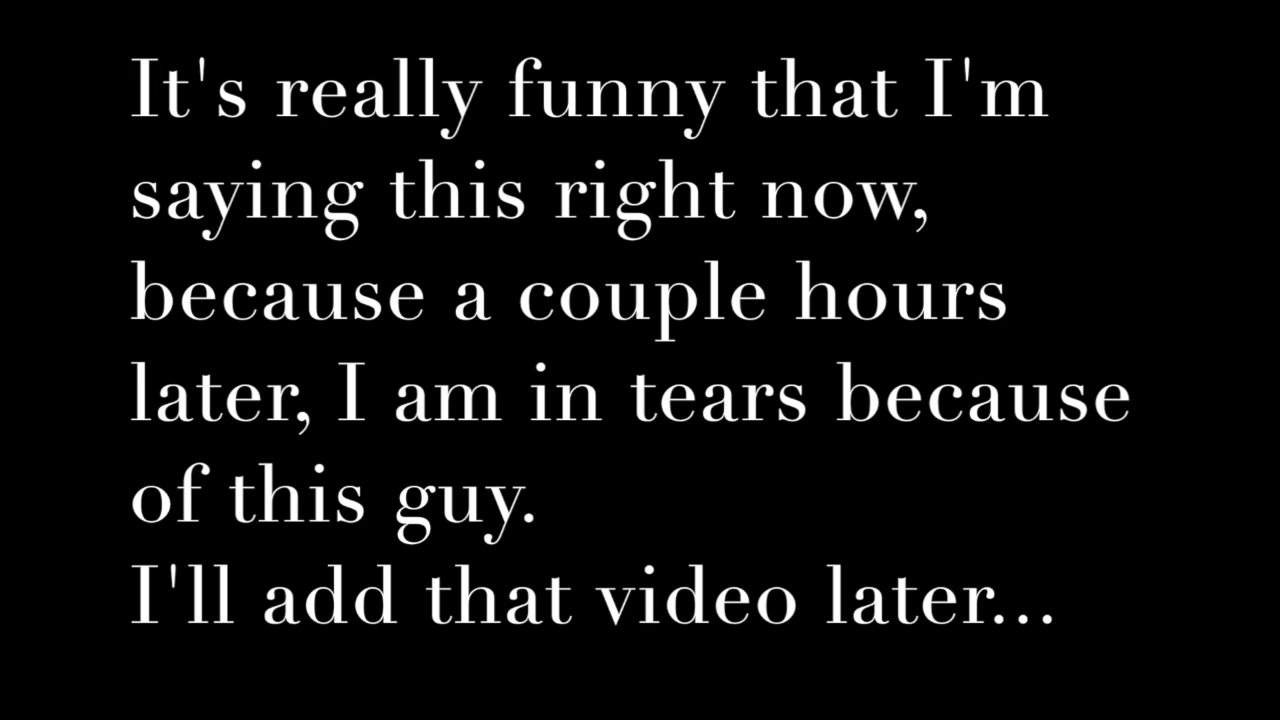 It's really funny that I'm
saying this right now,
because a couple hours
later, I am in tears because
of this guy.
I'll add that video later...